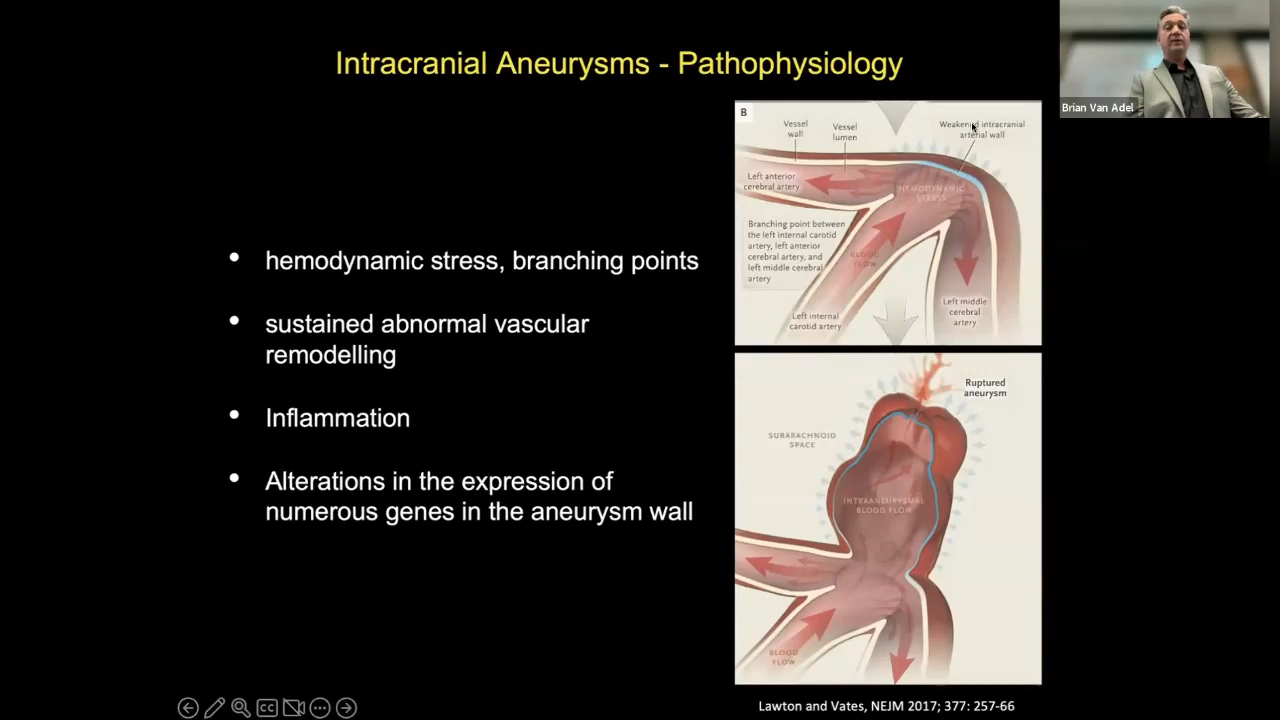 Intracranial Aneurysms - Pathophysiology
Brian Van Adel
• hemodynamic stress, branching points
• sustained abnormal vascular
remodelling
• Inflammation
• Alterations in the expression of
numerous genes in the aneurysm wall
B
Vessel
wall
Vessel
lumen
Weakened intracranial
arterial wall
Left anterior
cerebral artery
HEMODYNAMIC
STRESS
Branching point between
the left internal carotid
artery, left anterior
cerebral artery, and
left middle cerebral
artery
BLOOD
FLOW
Left middle
cerebral
artery
Left internal
carotid artery
Ruptured
aneurysm
SUBARACHNOID
SPACE
INTRAANEURYSMAL
BLOOD FLOW
BLOOD
FLOW
CC
Lawton and Vates, NEJM 2017; 377: 257-66